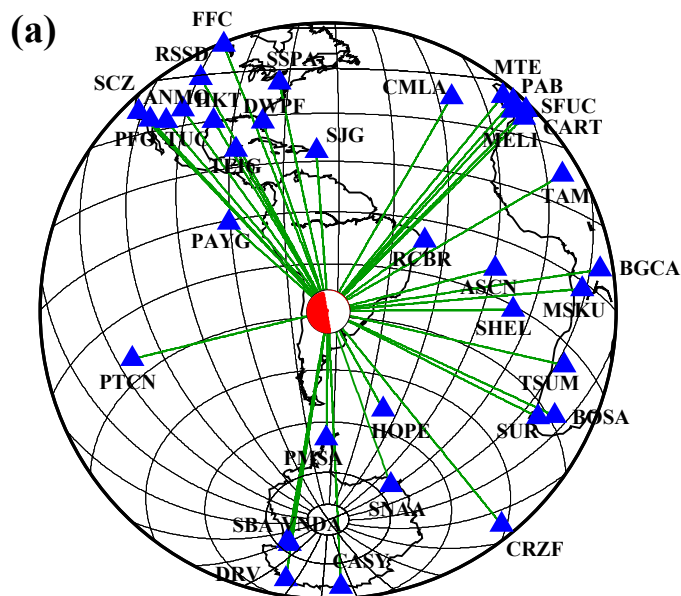 (a)
FFC
RSSD
SSPA
SCZ
ANMO
HKT
DWPF
CMLA
MTE
PAB
SFUC
CART
MELI
PFO
TUC
TEIG
SJG
TAM
PAYG
RCBR
ASCN
BGCA
MSKU
SHEL
PTCN
TSUM
HOPE
SUR
BOSA
PMSA
SNAA
SBA
VNDA
CRZF
DRV
CASY